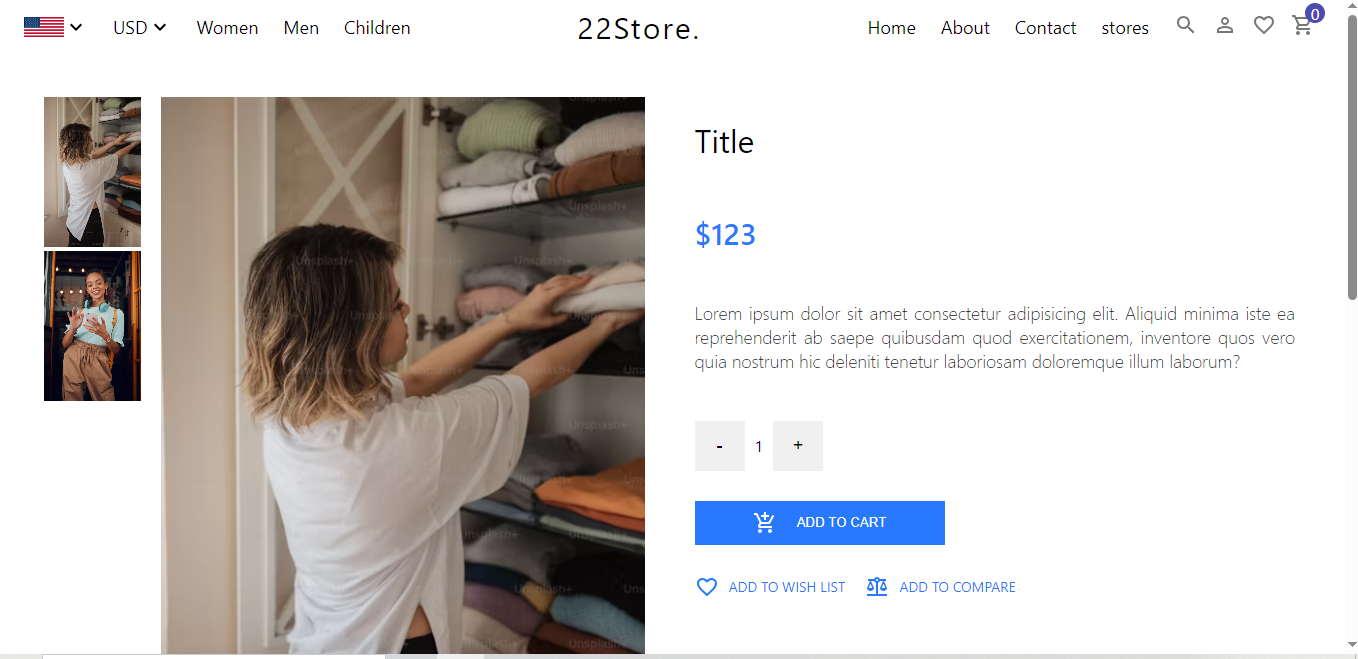 USD Women Men Children 22Store. Home About Contact stores 0
Unsplash+
Title
$123
Lorem ipsum dolor sit amet consectetur adipisicing elit. Aliquid minima iste ea
reprehenderit ab saepe quibusdam quod exercitationem, inventore quos vero
quia nostrum hic deleniti tenetur laboriosam doloremque illum laborum?
- 1 +
ADD TO CART
ADD TO WISH LIST ADD TO COMPARE